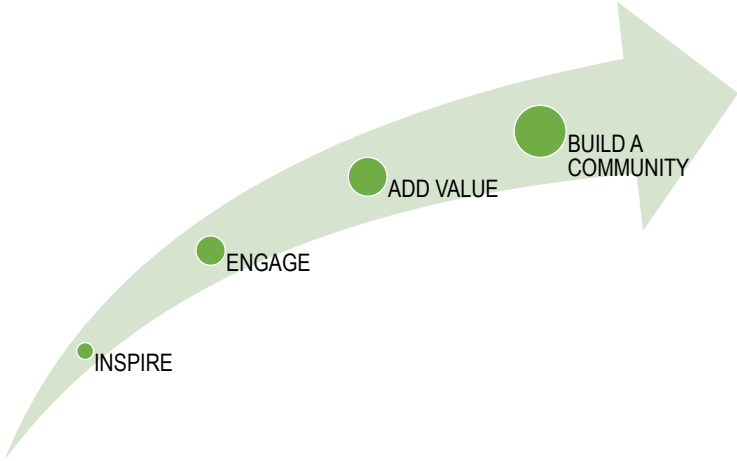 BUILD A
COMMUNITY
ADD VALUE
ENGAGE
INSPIRE